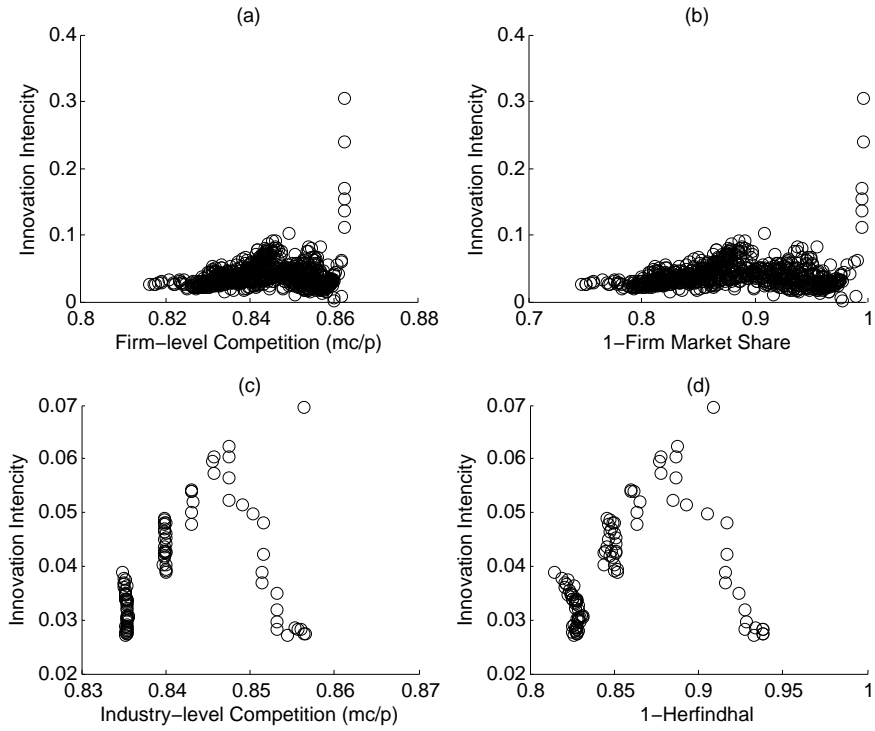 (a)
0.4
0.3
0.2
0.1
0
0.8 0.82 0.84 0.86 0.88
Innovation Intencity
Firm−level Competition (mc/p)
(b)
0.4
0.3
0.2
0.1
0
0.7 0.8 0.9 1
Innovation Intencity
1−Firm Market Share
(c)
0.07
0.06
0.05
0.04
0.03
0.02
0.83 0.84 0.85 0.86 0.87
Innovation Intencity
Industry−level Competition (mc/p)
(d)
0.07
0.06
0.05
0.04
0.03
0.02
0.8 0.85 0.9 0.95 1
Innovation Intencity
1−Herfindhal